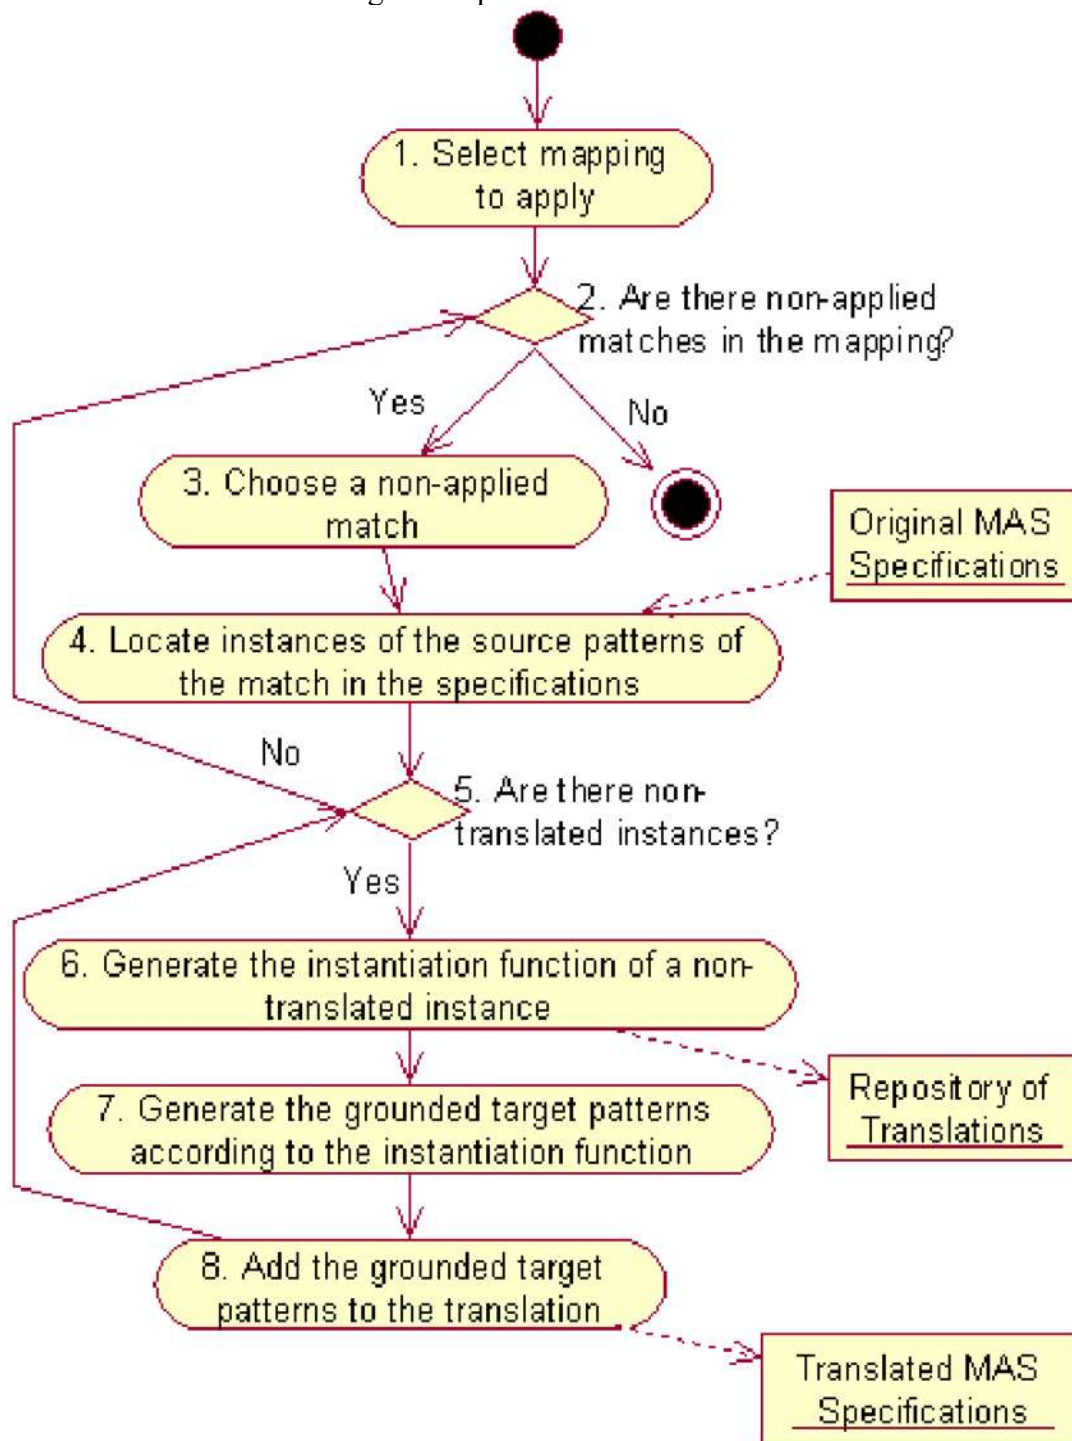 1. Select mapping
to apply
2. Are there non-applied
matches in the mapping?
Yes
No
3. Choose a non-applied
match
Original MAS
Specifications
4. Locate instances of the source patterns of
the match in the specifications
No
5. Are there non-
translated instances?
Yes
6. Generate the instantiation function of a non-
translated instance
Repository of
Translations
7. Generate the grounded target patterns
according to the instantiation function
8. Add the grounded target
patterns to the translation
Translated MAS
Specifications